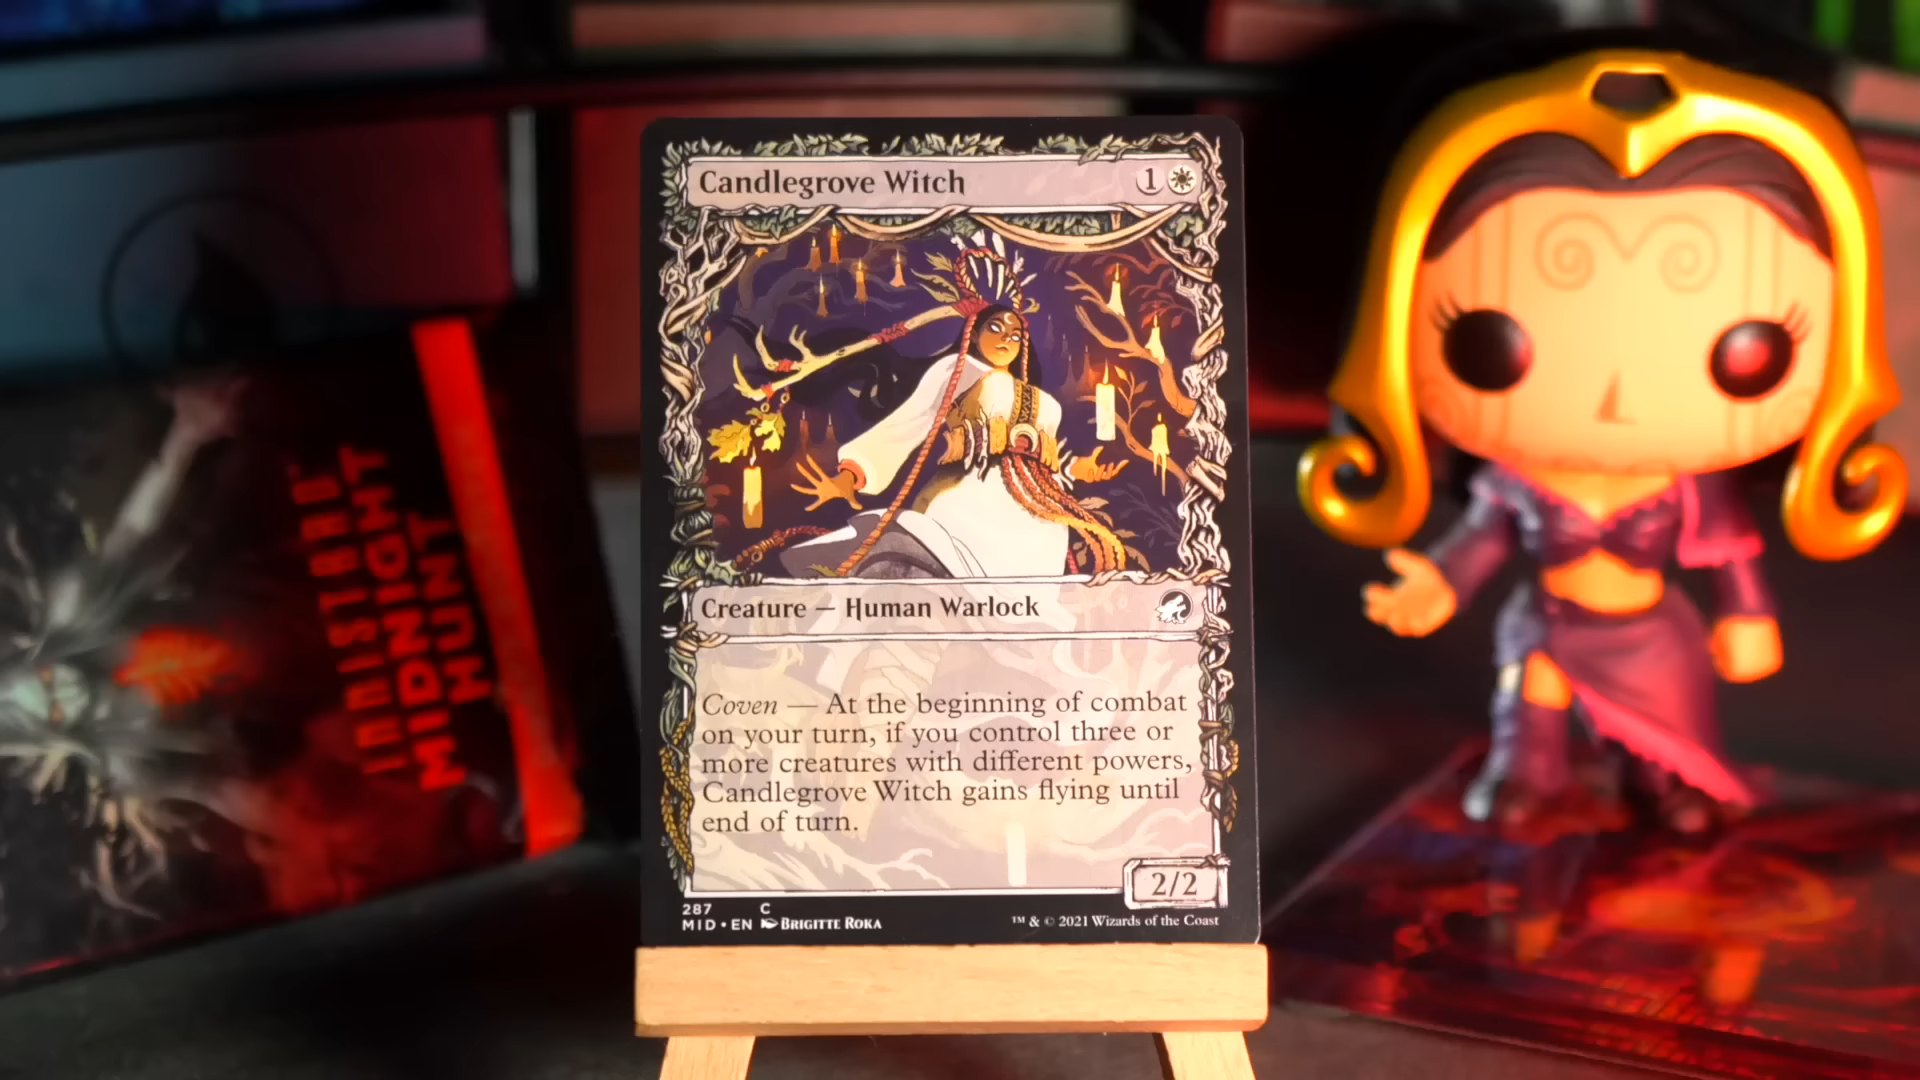 Candlegrove Witch
1
Creature — Human Warlock
Coven — At the beginning of combat
on your turn, if you control three or
more creatures with different powers,
Candlegrove Witch gains flying until
end of turn.
2/2
287 C
MID • EN BRIGITTE ROKA
™ & © 2021 Wizards of the Coast
INNISTRAD
MIDNIGHT
HUNT